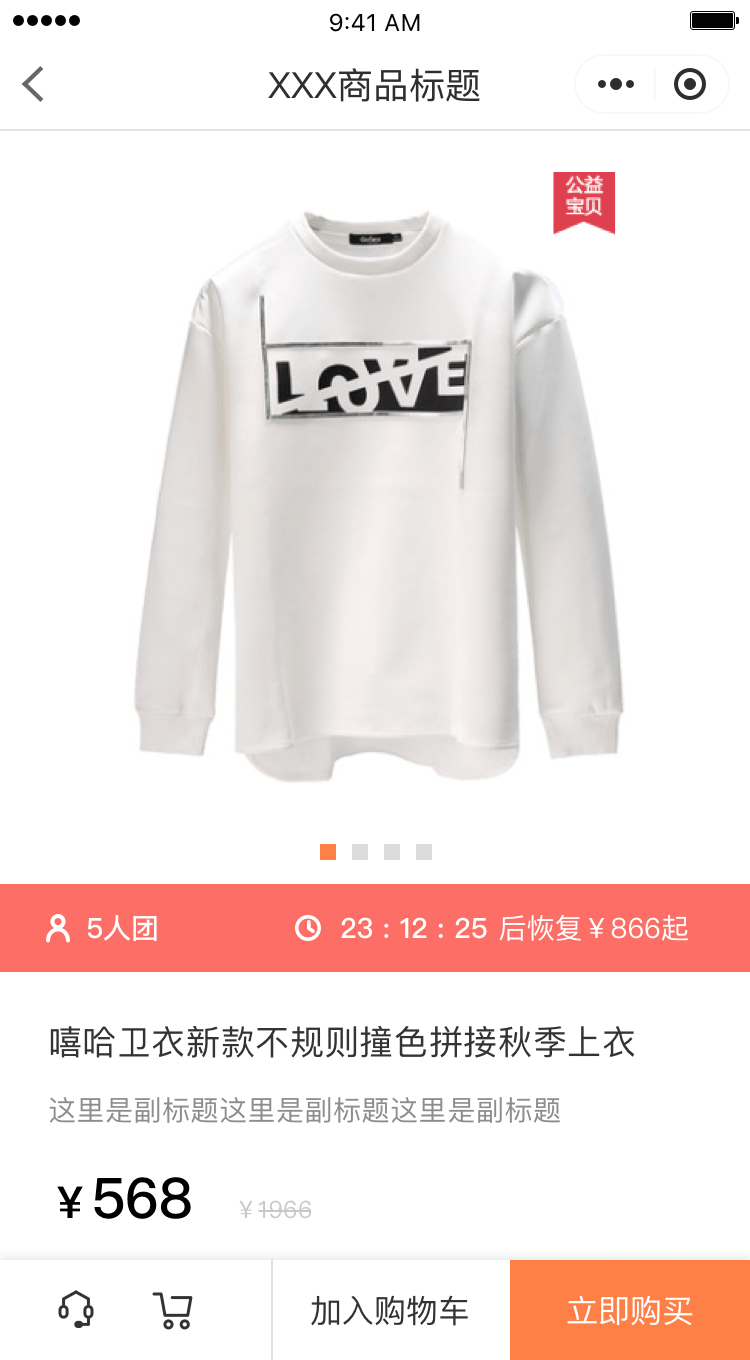 9:41 AM
XXX商品标题
公益
宝贝
LOVE
5人团
23 : 12 : 25 后恢复￥866起
嘻哈卫衣新款不规则撞色拼接秋季上衣
这里是副标题这里是副标题这里是副标题
￥568 ￥1966
加入购物车 立即购买